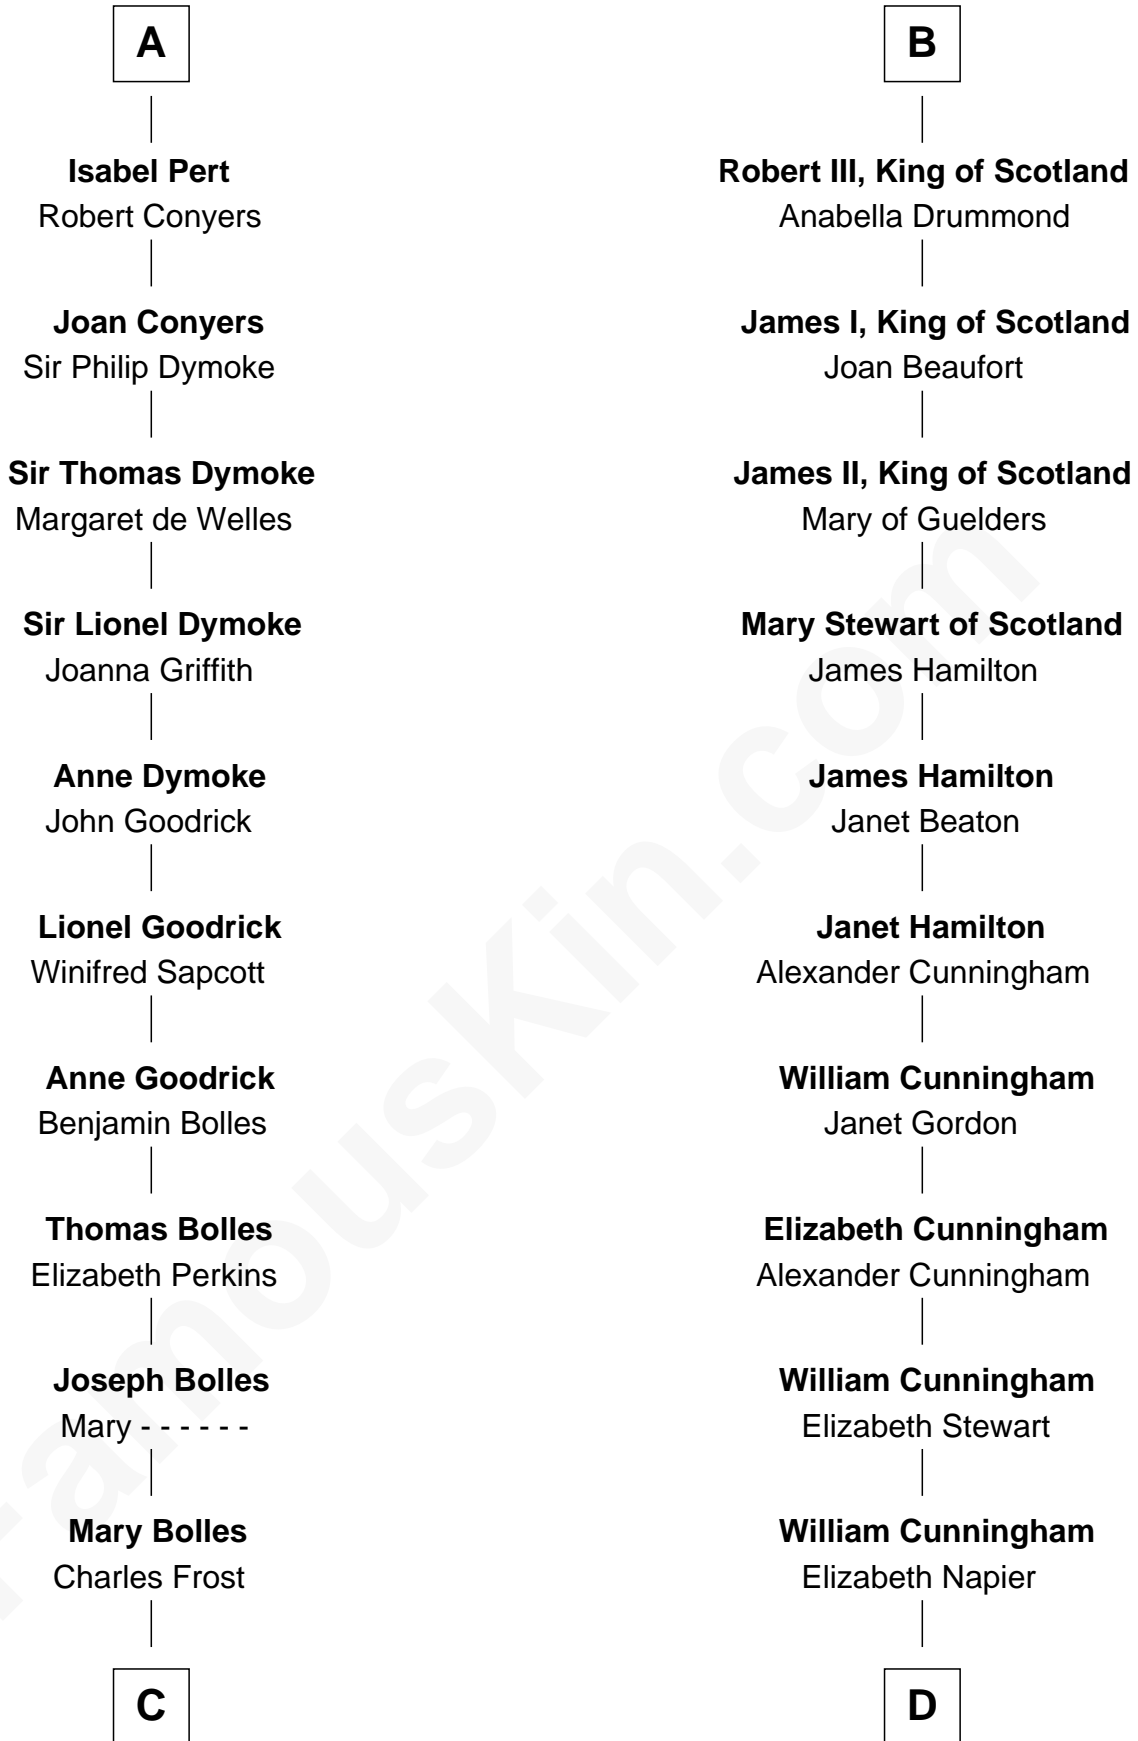 A
Isabel Pert
Robert Conyers
Joan Conyers
Sir Philip Dymoke
Sir Thomas Dymoke
Margaret de Welles
Sir Lionel Dymoke
Joanna Griffith
Anne Dymoke
John Goodrick
Lionel Goodrick
Winifred Sapcott
Anne Goodrick
Benjamin Bolles
Thomas Bolles
Elizabeth Perkins
Joseph Bolles
Mary - - - - - -
Mary Bolles
Charles Frost
C
B
Robert III, King of Scotland
Anabella Drummond
James I, King of Scotland
Joan Beaufort
James II, King of Scotland
Mary of Guelders
Mary Stewart of Scotland
James Hamilton
James Hamilton
Janet Beaton
Janet Hamilton
Alexander Cunningham
William Cunningham
Janet Gordon
Elizabeth Cunningham
Alexander Cunningham
William Cunningham
Elizabeth Stewart
William Cunningham
Elizabeth Napier
D
FamousKin.com